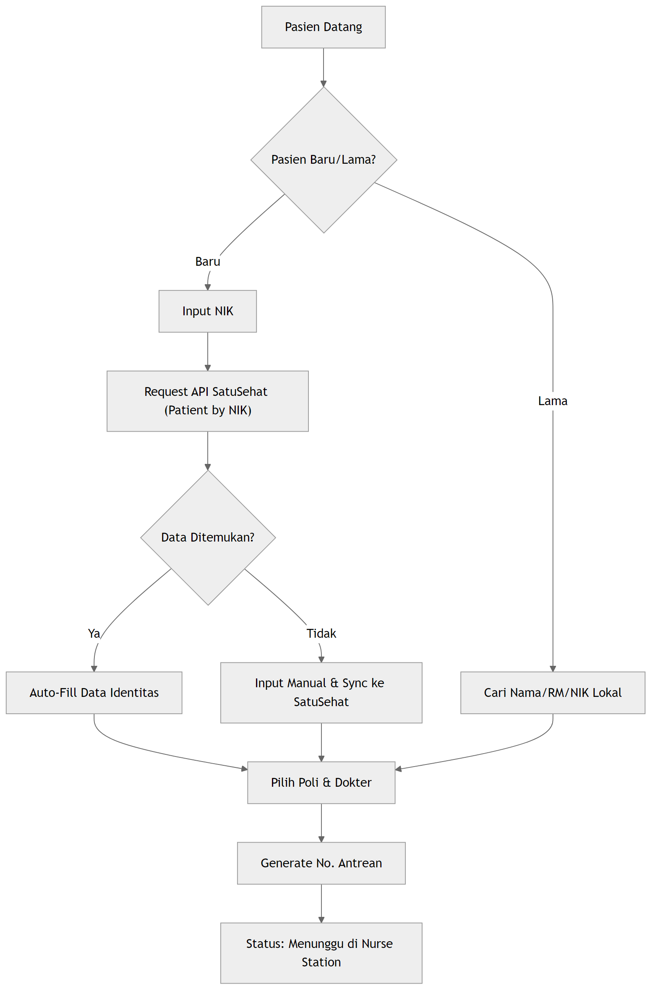 Pasien Datang
Pasien Baru/Lama?
Baru
Input NIK
Request API SatuSehat
(Patient by NIK)
Lama
Data Ditemukan?
Ya
Tidak
Auto-Fill Data Identitas
Input Manual & Sync ke
SatuSehat
Cari Nama/RM/NIK Lokal
Pilih Poli & Dokter
Generate No. Antrean
Status: Menunggu di Nurse
Station